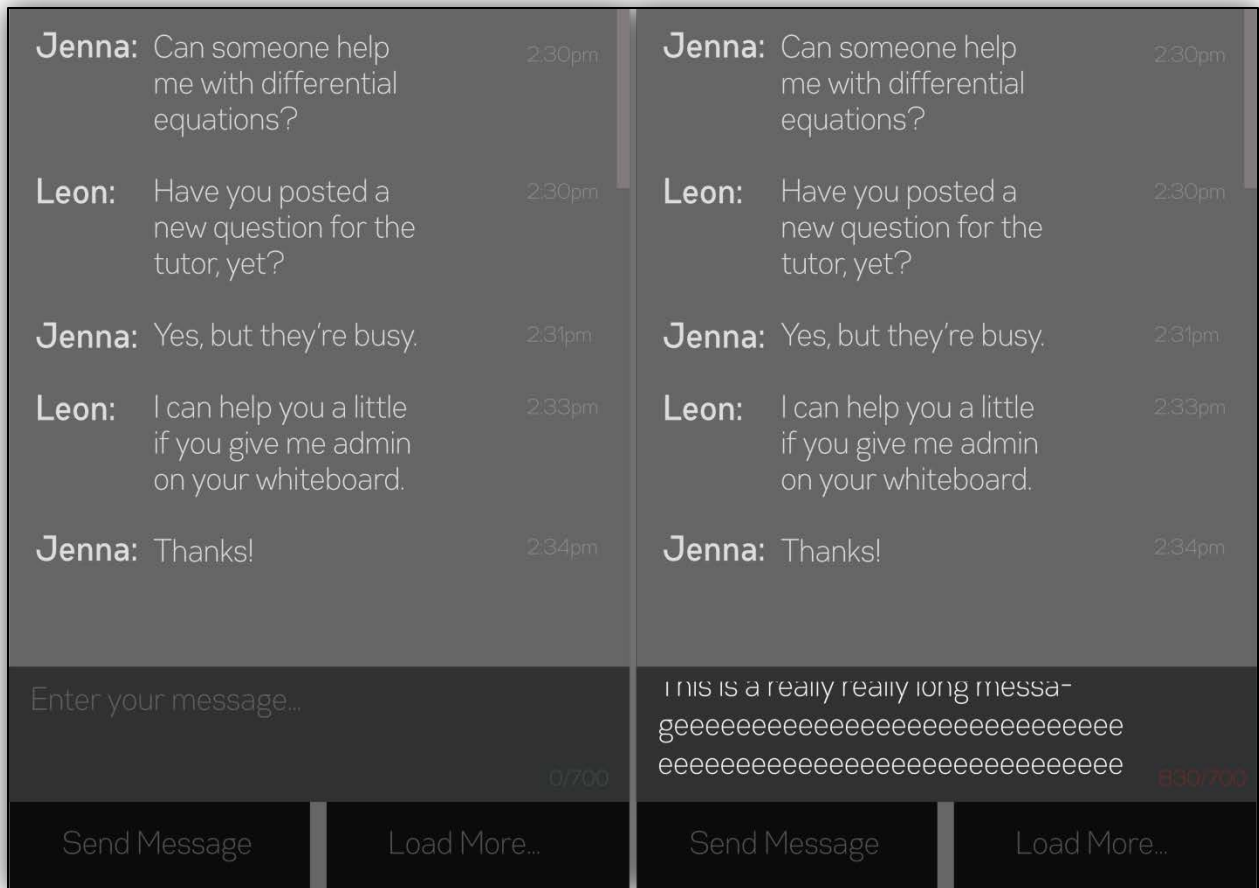 Jenna: Can someone help 2:30pm
me with differential
equations?
Leon: Have you posted a 2:30pm
new question for the
tutor, yet?
Jenna: Yes, but they're busy. 2:31pm
Leon: I can help you a little 2:33pm
if you give me admin
on your whiteboard.
Jenna: Thanks! 2:34pm
Enter your message...
0/700
Send Message Load More...
Jenna: Can someone help 2:30pm
me with differential
equations?
Leon: Have you posted a 2:30pm
new question for the
tutor, yet?
Jenna: Yes, but they're busy. 2:31pm
Leon: I can help you a little 2:33pm
if you give me admin
on your whiteboard.
Jenna: Thanks! 2:34pm
This is a really really long messa-
geeeeeeeeeeeeeeeeeeeeeeeeeeeee
eeeeeeeeeeeeeeeeeeeeeeeeeeeeee 830/700
Send Message Load More...